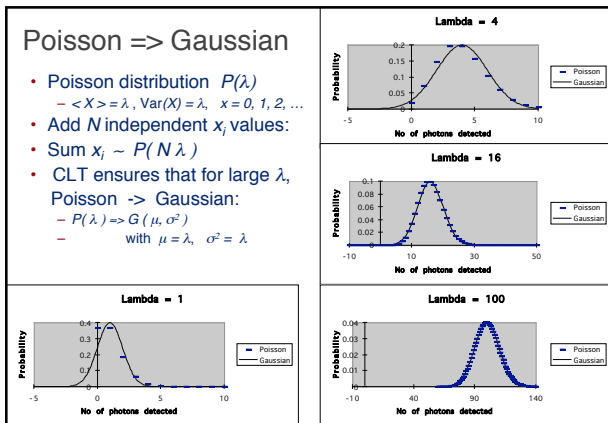 Poisson => Gaussian
• Poisson distribution P(λ)
– < X > = λ , Var(X) = λ, x = 0, 1, 2, …
• Add N independent xᵢ values:
• Sum xᵢ ~ P( N λ )
• CLT ensures that for large λ,
Poisson -> Gaussian:
– P( λ ) => G ( μ, σ² )
– with μ = λ, σ² = λ
Lambda = 4
Probability
0.2
0.15
0.1
0.05
0
-5 0 5 10
No of photons detected
Poisson
Gaussian
Lambda = 16
Probability
0.1
0.08
0.06
0.04
0.02
0
-10 10 30 50
No of photons detected
Poisson
Gaussian
Lambda = 1
Probability
0.4
0.3
0.2
0.1
0
-5 0 5 10
No of photons detected
Poisson
Gaussian
Lambda = 100
Probability
0.04
0.03
0.02
0.01
0
-10 40 90 140
No of photons detected
Poisson
Gaussian